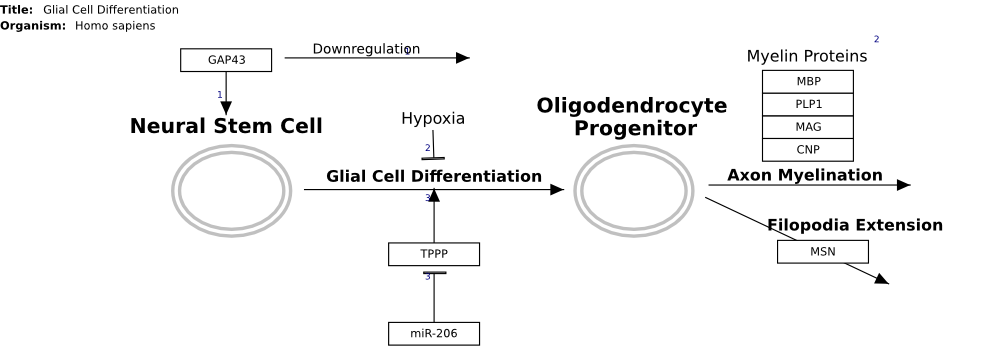 Title: Glial Cell Differentiation
Organism: Homo sapiens
GAP43
Downregulation
1
1
Neural Stem Cell
Hypoxia
2
Glial Cell Differentiation
3
TPPP
3
miR-206
Oligodendrocyte
Progenitor
2
Myelin Proteins
MBP
PLP1
MAG
CNP
Axon Myelination
Filopodia Extension
MSN